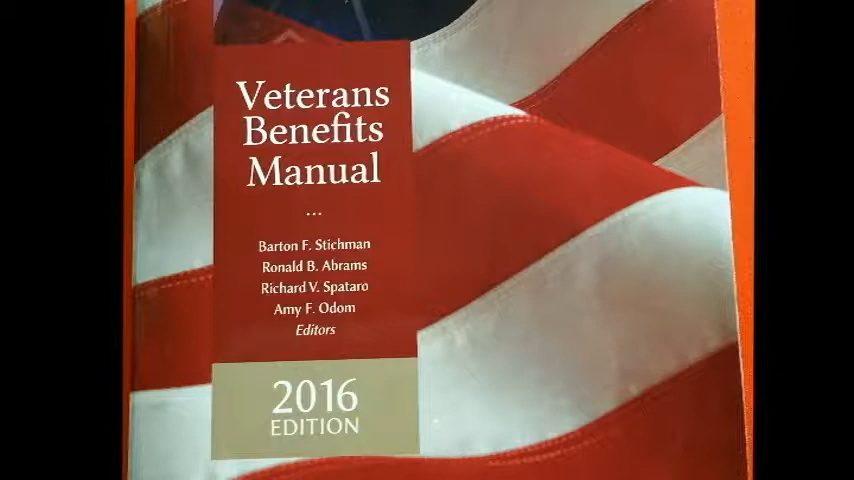 Veterans
Benefits
Manual
...
Barton F. Stichman
Ronald B. Abrams
Richard V. Spataro
Amy F. Odom
Editors
2016
EDITION